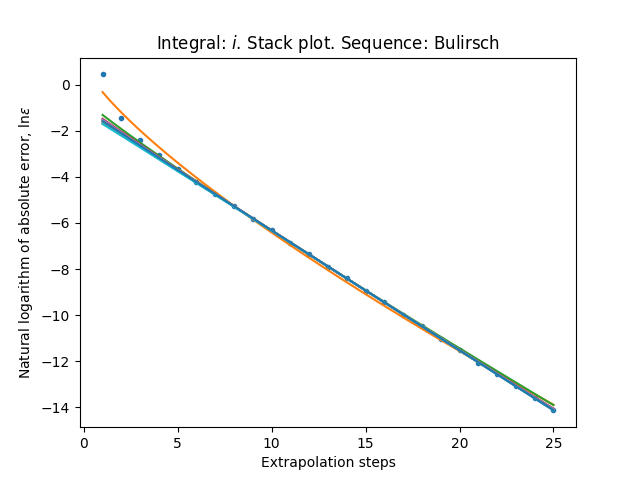 Integral: i. Stack plot. Sequence: Bulirsch
Natural logarithm of absolute error, lnε
0
−2
−4
−6
−8
−10
−12
−14
0 5 10 15 20 25
Extrapolation steps